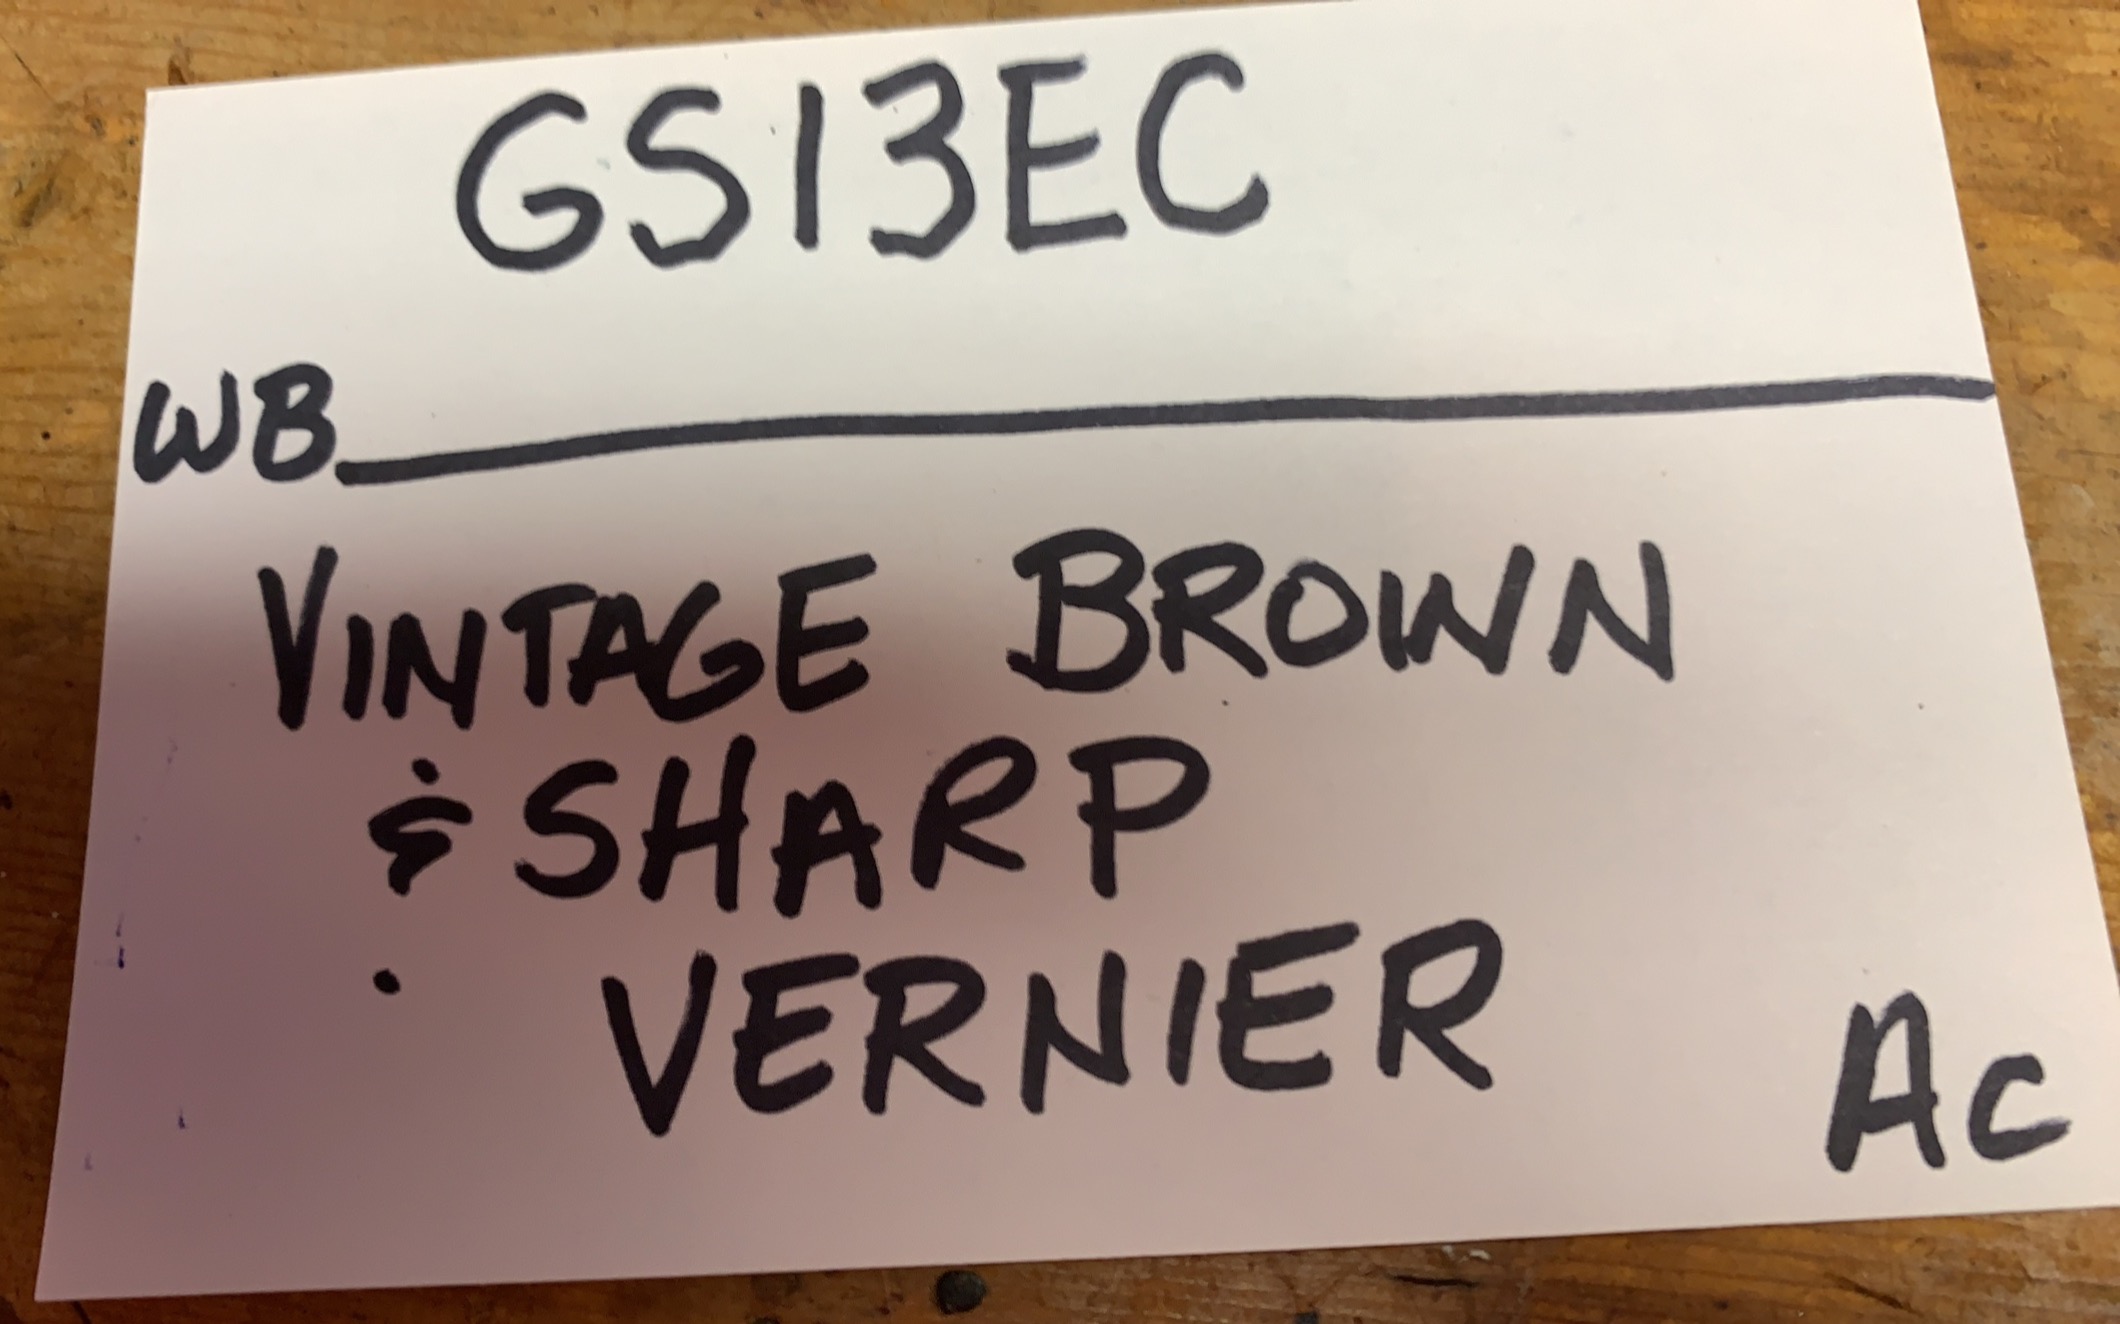 GS13EC
WB
VINTAGE BROWN
& SHARP
VERNIER
AC